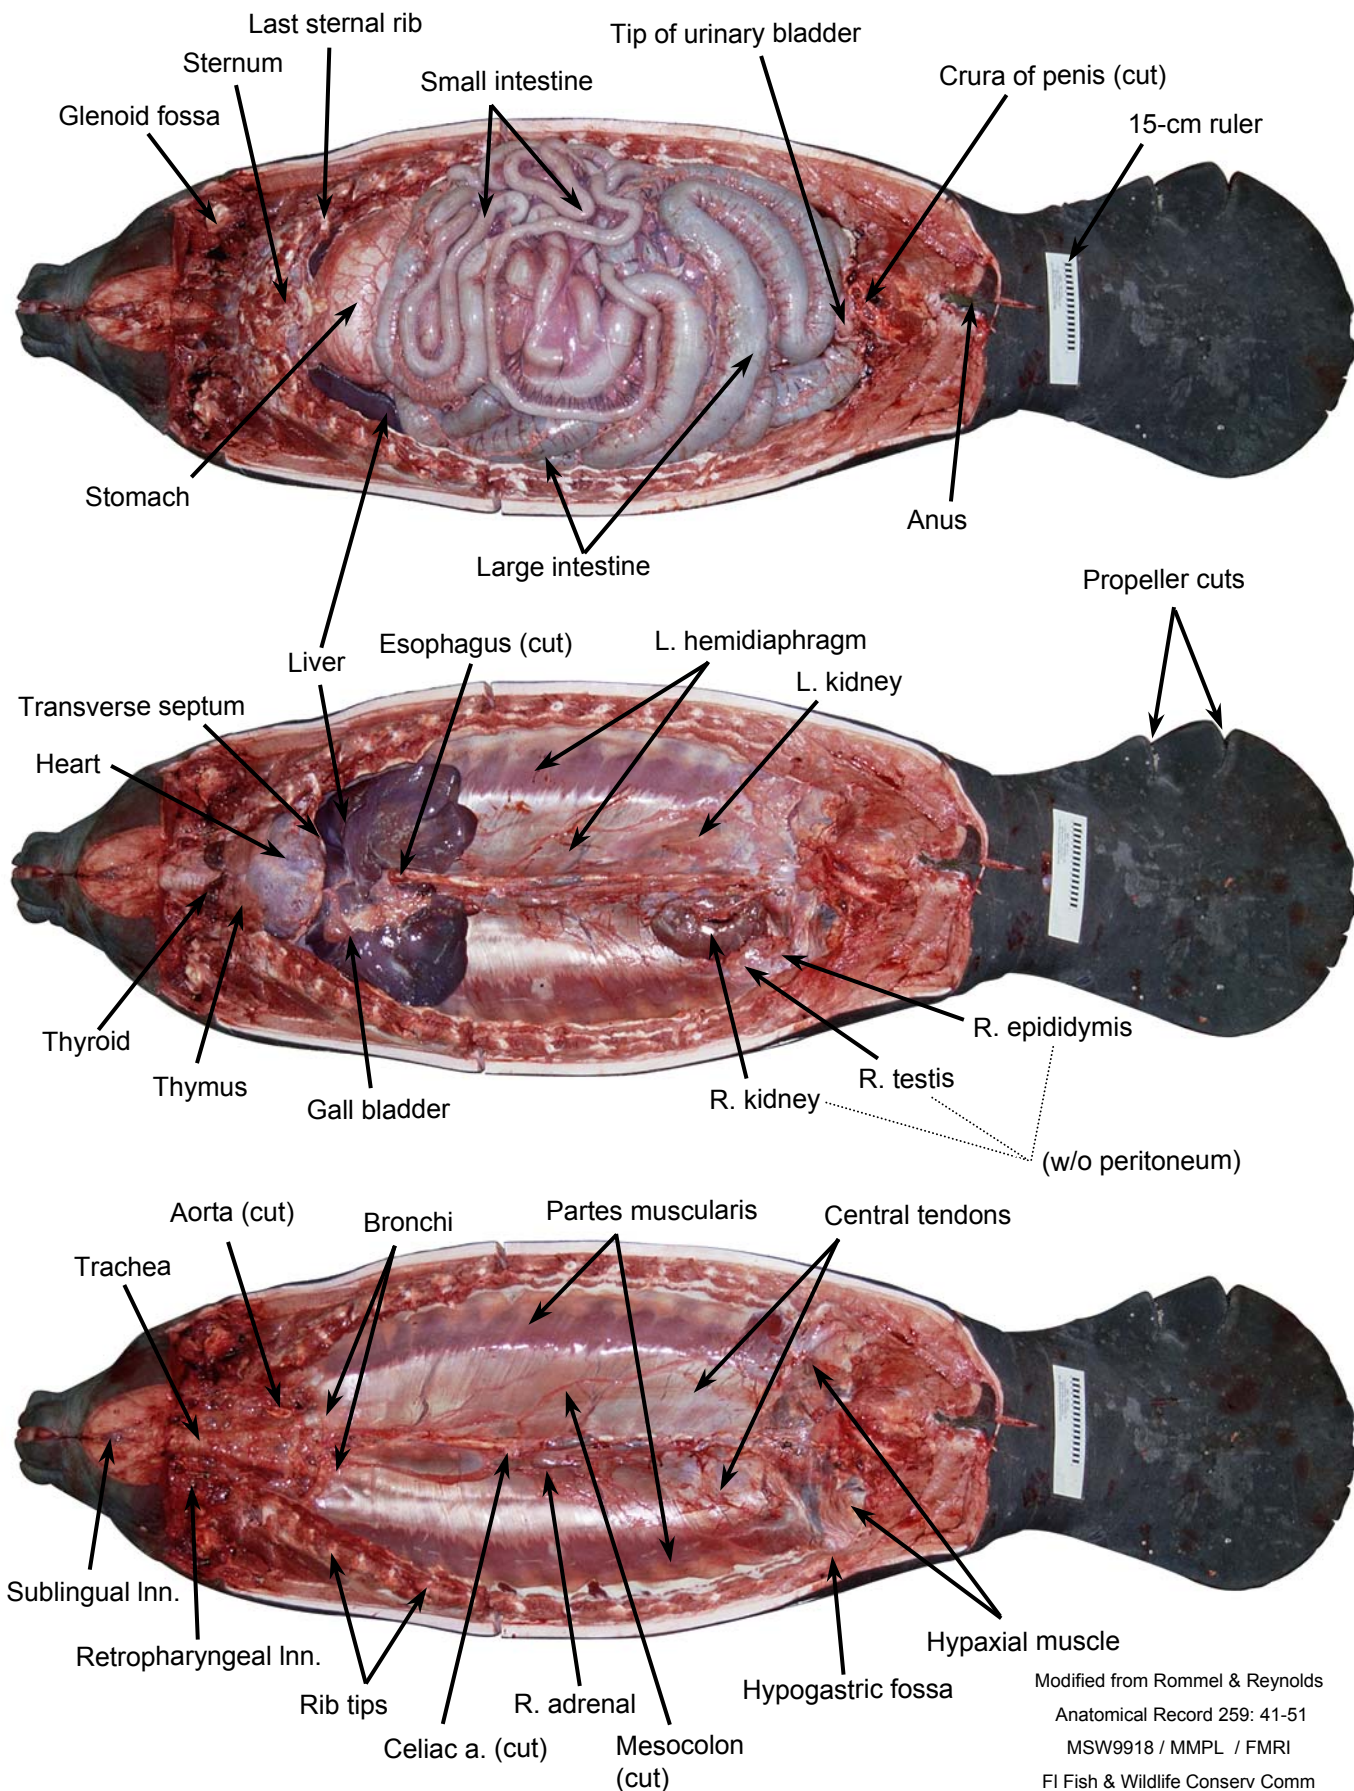 Last sternal rib
Tip of urinary bladder
Sternum
Small intestine
Crura of penis (cut)
Glenoid fossa
15-cm ruler
Stomach
Anus
Large intestine
Propeller cuts
Liver
Esophagus (cut)
L. hemidiaphragm
L. kidney
Transverse septum
Heart
Thyroid
Thymus
Gall bladder
R. kidney
R. testis
R. epididymis
(w/o peritoneum)
Aorta (cut)
Bronchi
Partes muscularis
Central tendons
Trachea
Sublingual lnn.
Retropharyngeal lnn.
Rib tips
Celiac a. (cut)
R. adrenal
Mesocolon
(cut)
Hypogastric fossa
Hypaxial muscle
Modified from Rommel & Reynolds
Anatomical Record 259: 41-51
MSW9918 / MMPL / FMRI
Fl Fish & Wildlife Conserv Comm